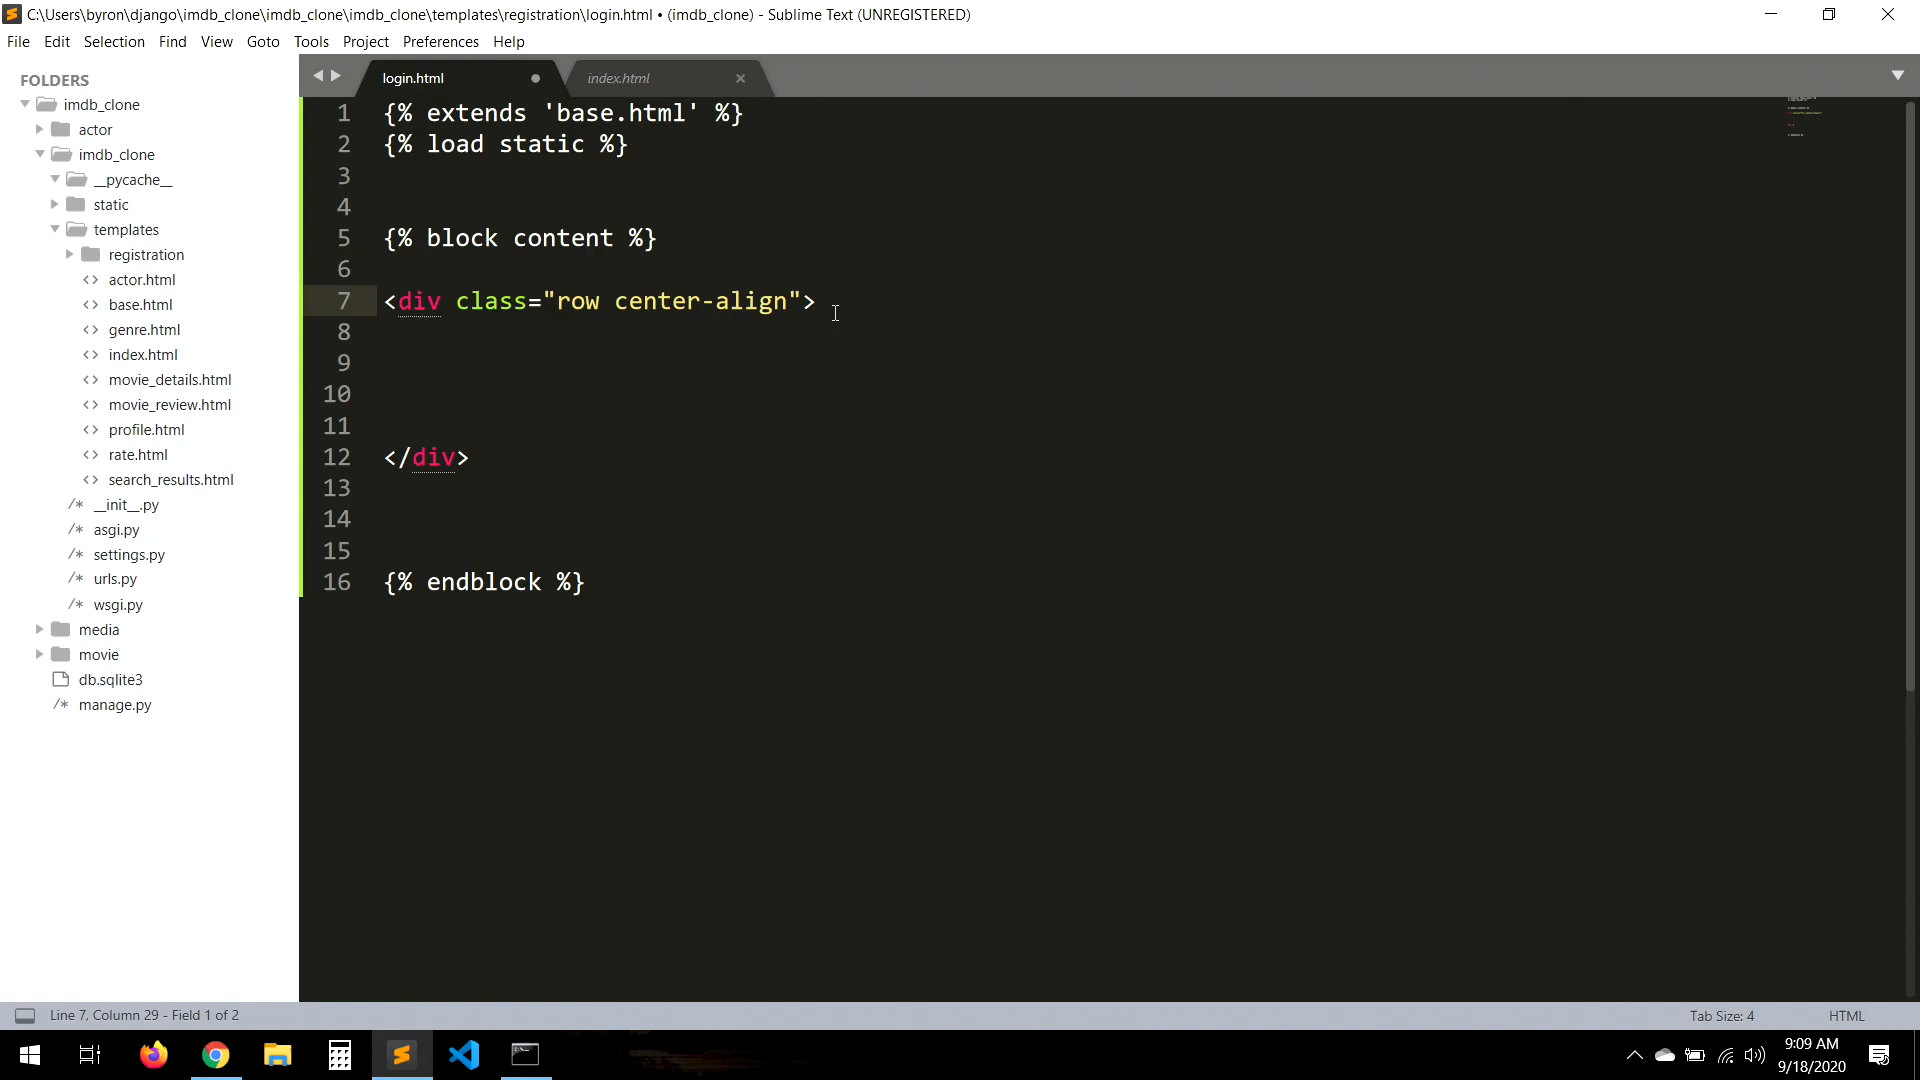 C:\Users\byron\django\imdb_clone\imdb_clone\imdb_clone\templates\registration\login.html • (imdb_clone) - Sublime Text (UNREGISTERED)
File Edit Selection Find View Goto Tools Project Preferences Help
FOLDERS
imdb_clone
actor
imdb_clone
__pycache__
static
templates
registration
<> actor.html
<> base.html
<> genre.html
<> index.html
<> movie_details.html
<> movie_review.html
<> profile.html
<> rate.html
<> search_results.html
/* __init__.py
/* asgi.py
/* settings.py
/* urls.py
/* wsgi.py
media
movie
db.sqlite3
/* manage.py
login.html
index.html
1 {% extends 'base.html' %}
2 {% load static %}
3
4
5 {% block content %}
6
7 <div class="row center-align">
8
9
10
11
12 </div>
13
14
15
16 {% endblock %}
Line 7, Column 29 - Field 1 of 2
Tab Size: 4
HTML
9:09 AM
9/18/2020